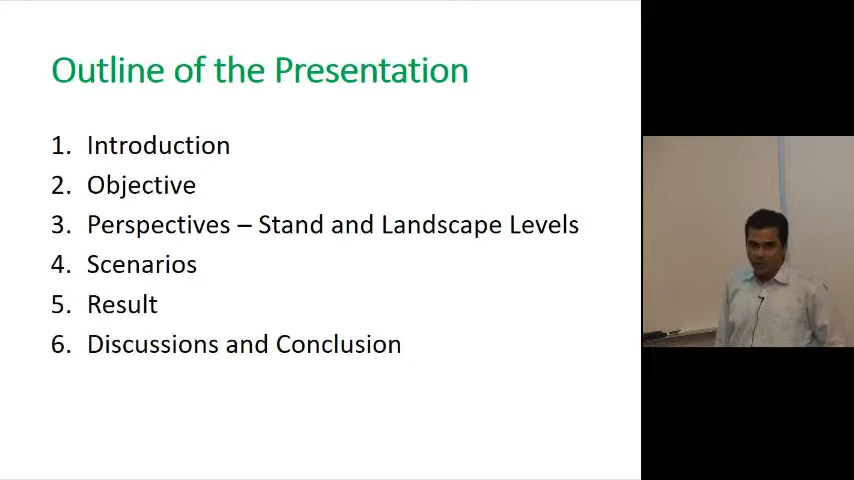 Outline of the Presentation
1. Introduction
2. Objective
3. Perspectives – Stand and Landscape Levels
4. Scenarios
5. Result
6. Discussions and Conclusion